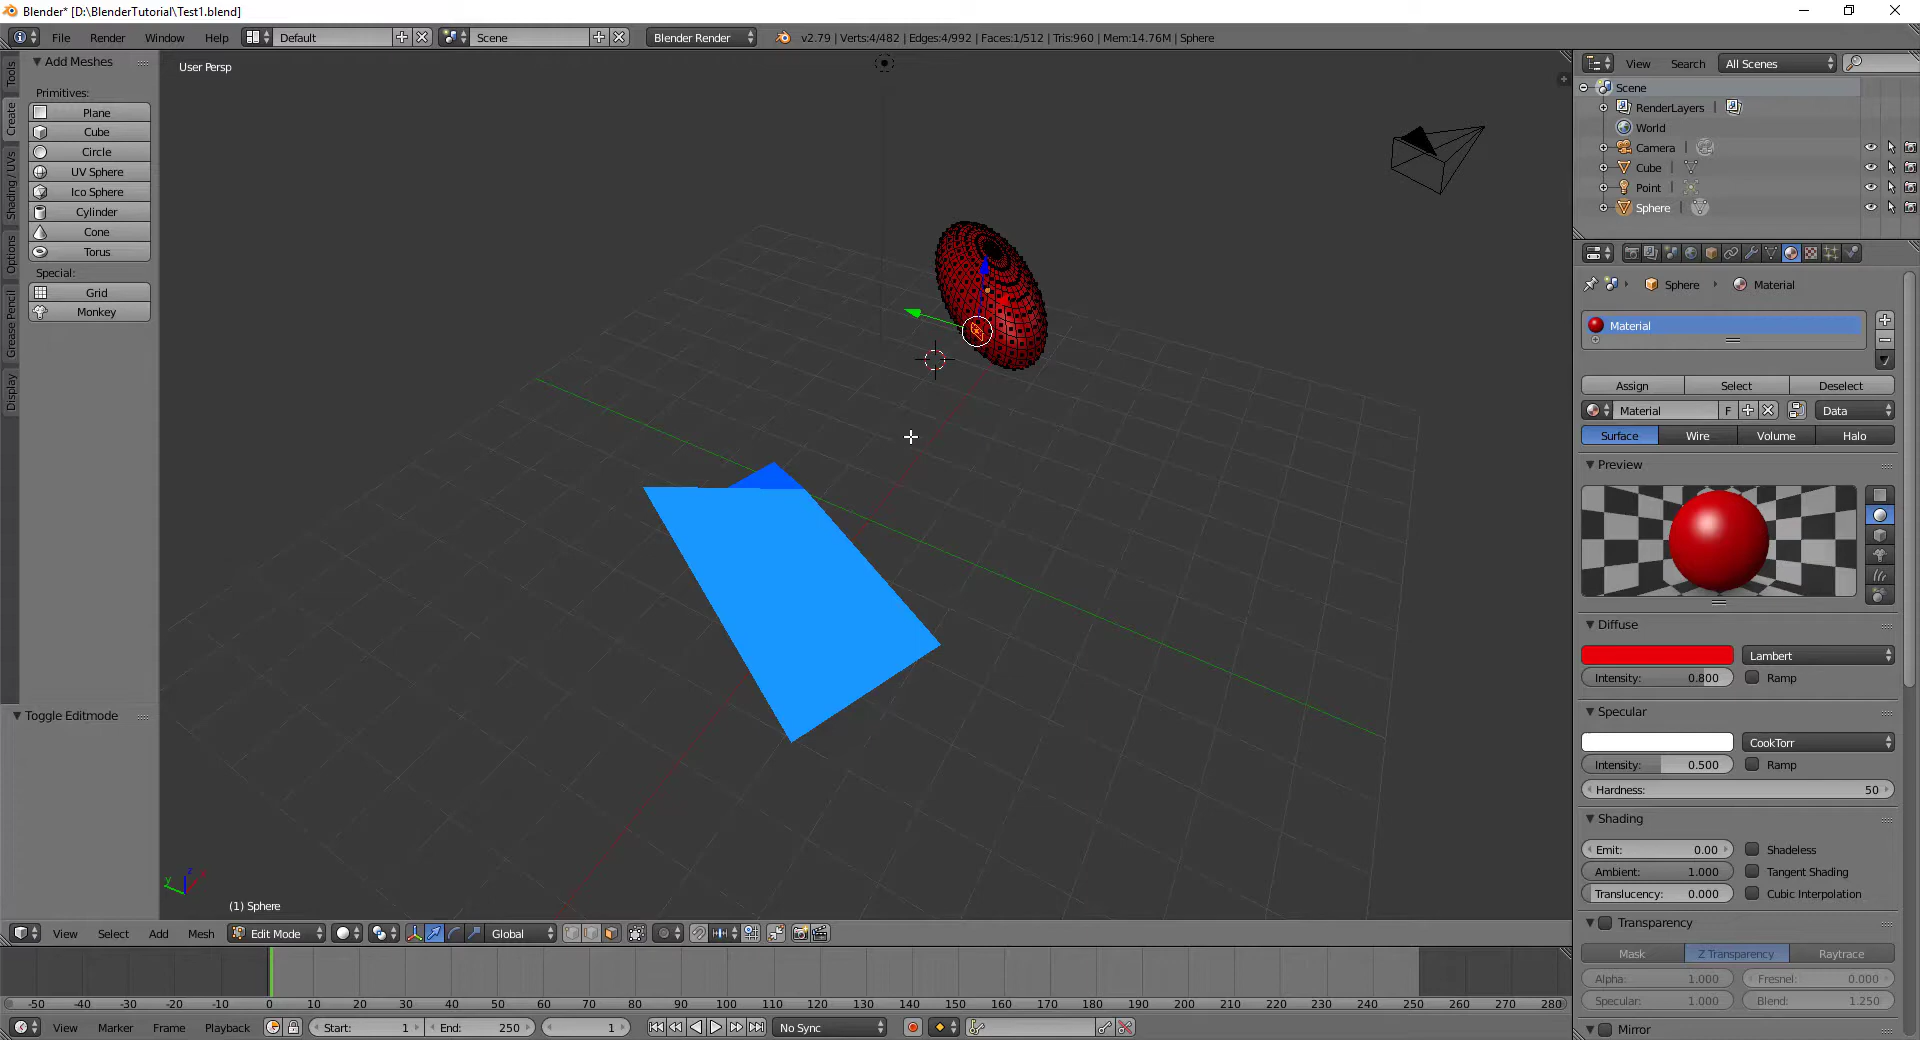 Blender* [D:\BlenderTutorial\Test1.blend]
File Render Window Help Default Scene Blender Render v2.79 | Verts:4/482 | Edges:4/992 | Faces:1/512 | Tris:960 | Mem:14.76M | Sphere
Tools
Create
Shading / UVs
Options
Grease Pencil
Display
Add Meshes
Primitives:
Plane
Cube
Circle
UV Sphere
Ico Sphere
Cylinder
Cone
Torus
Special:
Grid
Monkey
Toggle Editmode
User Persp
y z x
(1) Sphere
View Search All Scenes
Scene
RenderLayers |
World
Camera |
Cube |
Point |
Sphere |
Sphere Material
Material
Assign Select Deselect
Material F Data
Surface Wire Volume Halo
Preview
Diffuse
Lambert
Intensity: 0.800 Ramp
Specular
CookTorr
Intensity: 0.500 Ramp
Hardness: 50
Shading
Emit: 0.00 Shadeless
Ambient: 1.000 Tangent Shading
Translucency: 0.000 Cubic Interpolation
Transparency
Mask Z Transparency Raytrace
Alpha: 1.000 Fresnel: 0.000
Specular: 1.000 Blend: 1.250
Mirror
View Select Add Mesh Edit Mode Global
-50 -40 -30 -20 -10 0 10 20 30 40 50 60 70 80 90 100 110 120 130 140 150 160 170 180 190 200 210 220 230 240 250 260 270 280
View Marker Frame Playback Start: 1 End: 250 1 No Sync